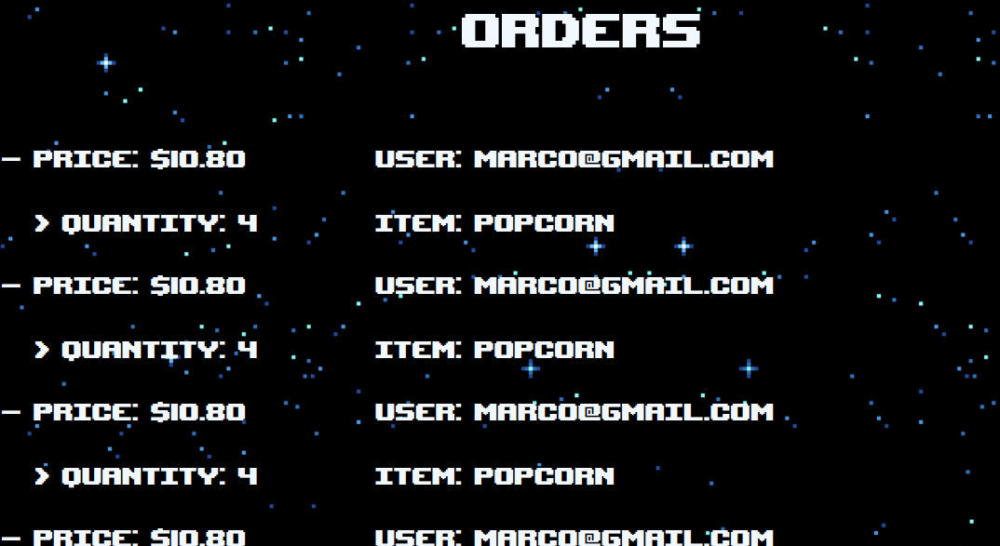 ORDERS
– PRICE: $10.80 USER: MARCO@GMAIL.COM
> QUANTITY: 4 ITEM: POPCORN
– PRICE: $10.80 USER: MARCO@GMAIL.COM
> QUANTITY: 4 ITEM: POPCORN
– PRICE: $10.80 USER: MARCO@GMAIL.COM
> QUANTITY: 4 ITEM: POPCORN
– PRICE: $10.80 USER: MARCO@GMAIL.COM